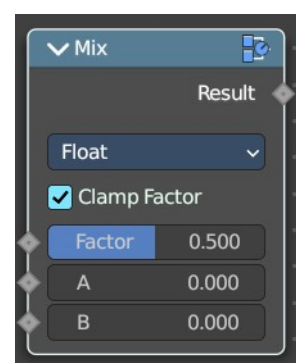 Mix
Result
Float
Clamp Factor
Factor 0.500
A 0.000
B 0.000